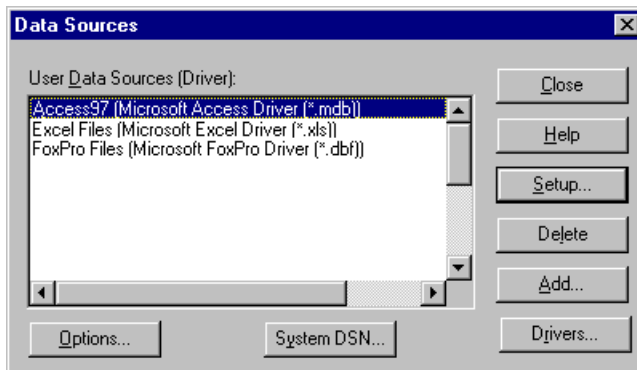 Data Sources
User Data Sources (Driver):
Access97 (Microsoft Access Driver (*.mdb))
Excel Files (Microsoft Excel Driver (*.xls))
FoxPro Files (Microsoft FoxPro Driver (*.dbf))
Close
Help
Setup...
Delete
Add...
Options...
System DSN...
Drivers...